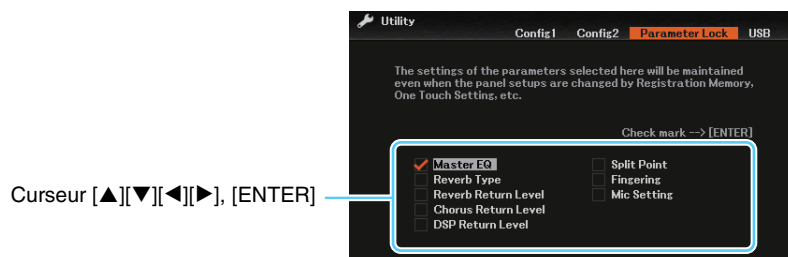 Utility
Config1 Config2 Parameter Lock USB
The settings of the parameters selected here will be maintained
even when the panel setups are changed by Registration Memory,
One Touch Setting, etc.
Check mark --> [ENTER]
Curseur [▲][▼][◀][▶], [ENTER]
Master EQ
Reverb Type
Reverb Return Level
Chorus Return Level
DSP Return Level
Split Point
Fingering
Mic Setting